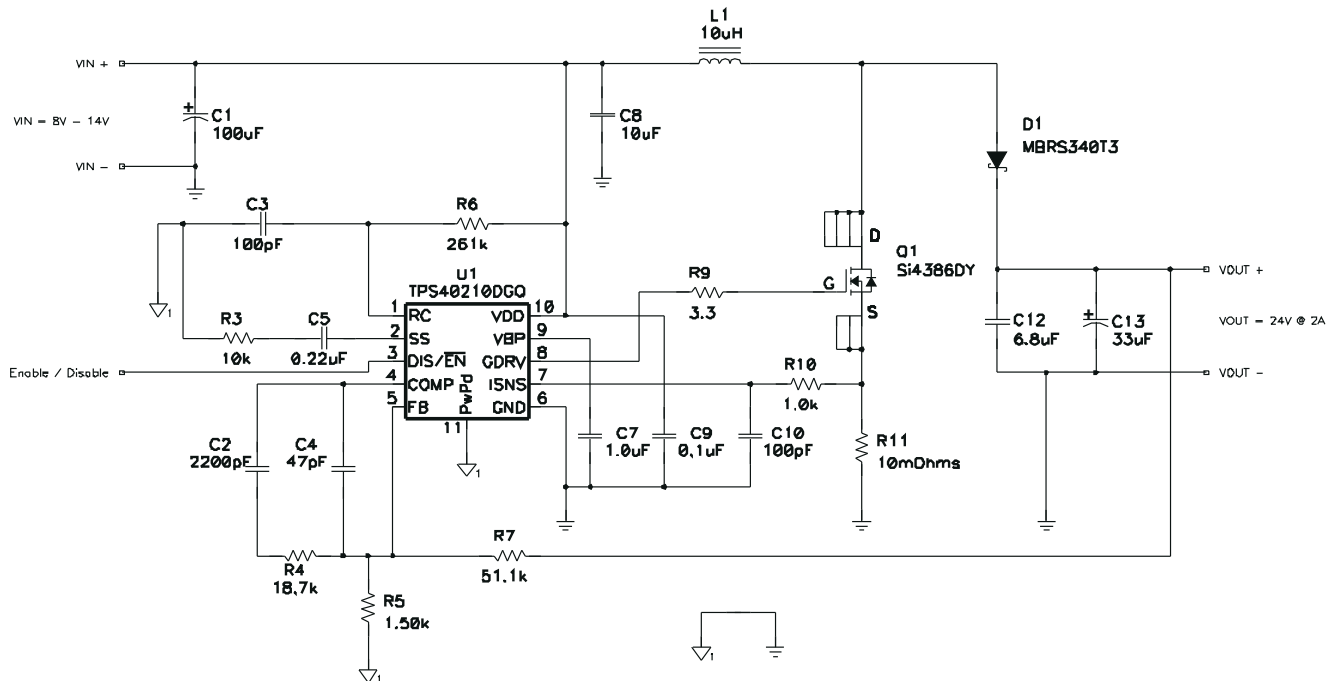 L1
10uH
VIN +
VIN = 8V - 14V
VIN -
+
C1
100uF
C8
10uF
D1
MBRS340T3
C3
100pF
R6
261k
D
Q1
Si4386DY
G
S
R9
3.3
VOUT +
VOUT = 24V @ 2A
VOUT -
C12
6.8uF
+
C13
33uF
U1
TPS40210DGQ
1 RC
2 SS
3 DIS/EN
4 COMP
5 FB
VDD 10
VBP 9
GDRV 8
ISNS 7
GND 6
PwPd
11
1
R3
10k
C5
0.22uF
Enable / Disable
R10
1.0k
C2
2200pF
C4
47pF
1
C7
1.0uF
C9
0.1uF
C10
100pF
R11
10mOhms
R4
18.7k
R7
51.1k
R5
1.50k
1
1